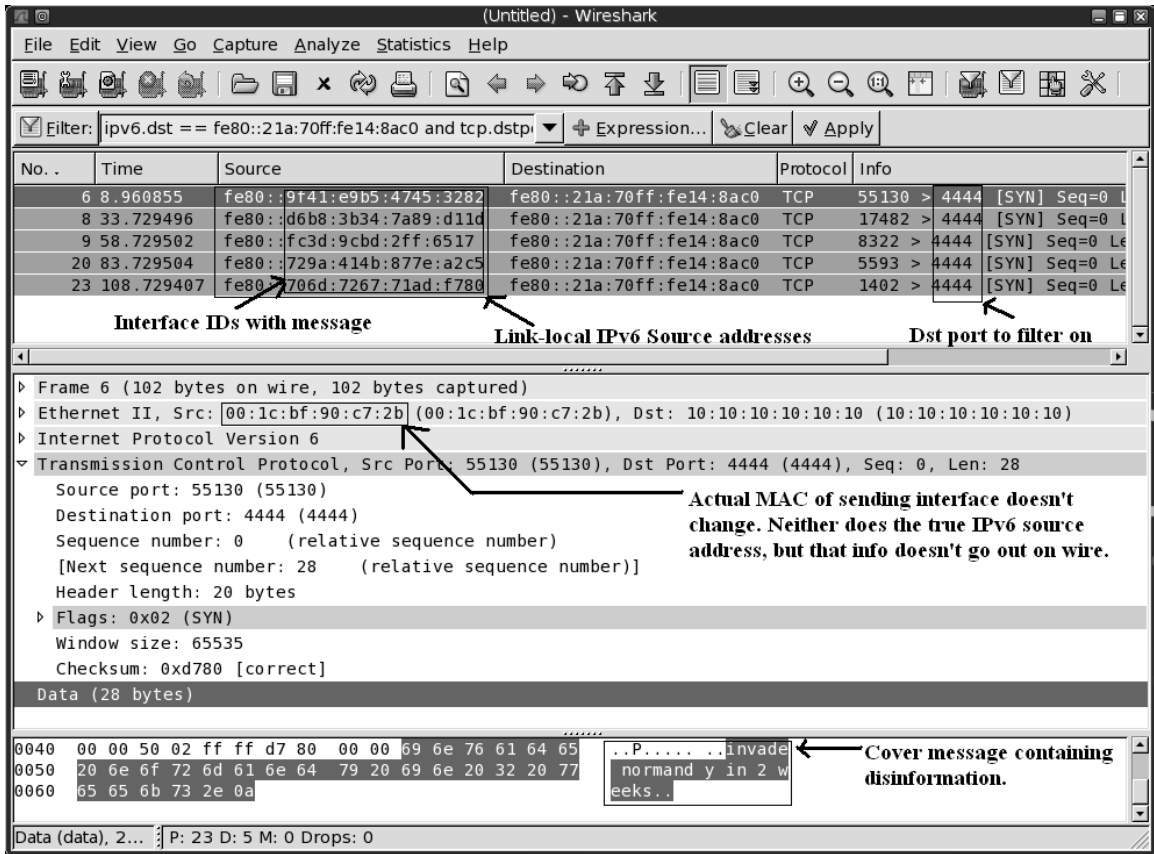 (Untitled) - Wireshark
File Edit View Go Capture Analyze Statistics Help
Filter: ipv6.dst == fe80::21a:70ff:fe14:8ac0 and tcp.dstp Expression... Clear Apply
No. . Time Source Destination Protocol Info
6 8.960855 fe80::9f41:e9b5:4745:3282 fe80::21a:70ff:fe14:8ac0 TCP 55130 > 4444 [SYN] Seq=0 L
8 33.729496 fe80::d6b8:3b34:7a89:d11d fe80::21a:70ff:fe14:8ac0 TCP 17482 > 4444 [SYN] Seq=0
9 58.729502 fe80::fc3d:9cbd:2ff:6517 fe80::21a:70ff:fe14:8ac0 TCP 8322 > 4444 [SYN] Seq=0 Le
20 83.729504 fe80::729a:414b:877e:a2c5 fe80::21a:70ff:fe14:8ac0 TCP 5593 > 4444 [SYN] Seq=0 Le
23 108.729407 fe80::706d:7267:71ad:f780 fe80::21a:70ff:fe14:8ac0 TCP 1402 > 4444 [SYN] Seq=0 Le
Interface IDs with message
Link-local IPv6 Source addresses
Dst port to filter on
Frame 6 (102 bytes on wire, 102 bytes captured)
Ethernet II, Src: 00:1c:bf:90:c7:2b (00:1c:bf:90:c7:2b), Dst: 10:10:10:10:10:10 (10:10:10:10:10:10)
Internet Protocol Version 6
Transmission Control Protocol, Src Port: 55130 (55130), Dst Port: 4444 (4444), Seq: 0, Len: 28
Source port: 55130 (55130)
Destination port: 4444 (4444)
Sequence number: 0 (relative sequence number)
[Next sequence number: 28 (relative sequence number)]
Header length: 20 bytes
Flags: 0x02 (SYN)
Window size: 65535
Checksum: 0xd780 [correct]
Data (28 bytes)
Actual MAC of sending interface doesn't
change. Neither does the true IPv6 source
address, but that info doesn't go out on wire.
0040 00 00 50 02 ff ff d7 80 00 00 69 6e 76 61 64 65 ..P..... ..invade
0050 20 6e 6f 72 6d 61 6e 64 79 20 69 6e 20 32 20 77 normand y in 2 w
0060 65 65 6b 73 2e 0a eeks..
Cover message containing
disinformation.
Data (data), 2... P: 23 D: 5 M: 0 Drops: 0